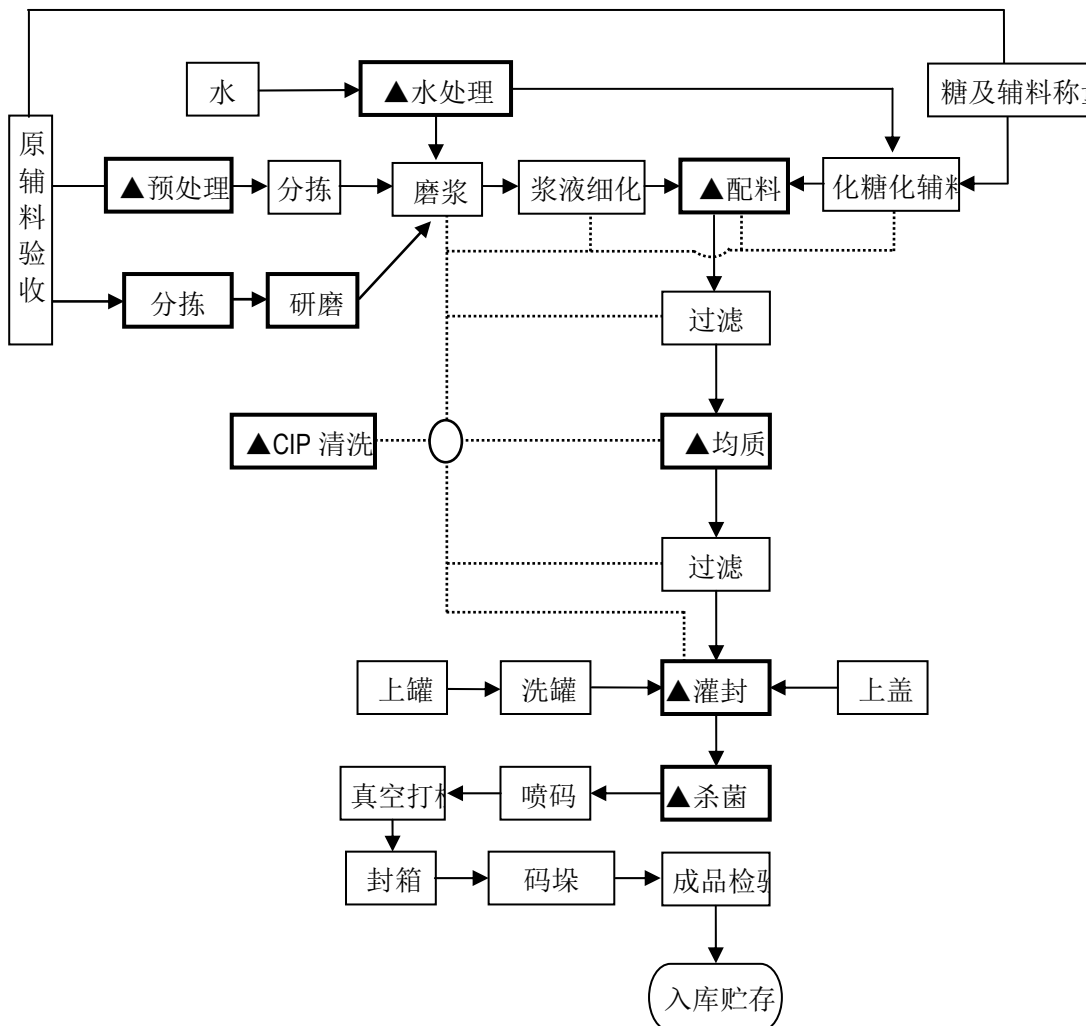 水
▲水处理
糖及辅料称量
原辅料验收
▲预处理
分拣
磨浆
浆液细化
▲配料
化糖化辅料
分拣
研磨
过滤
▲CIP 清洗
▲均质
过滤
上罐
洗罐
▲灌封
上盖
真空打检
喷码
▲杀菌
封箱
码垛
成品检验
入库贮存